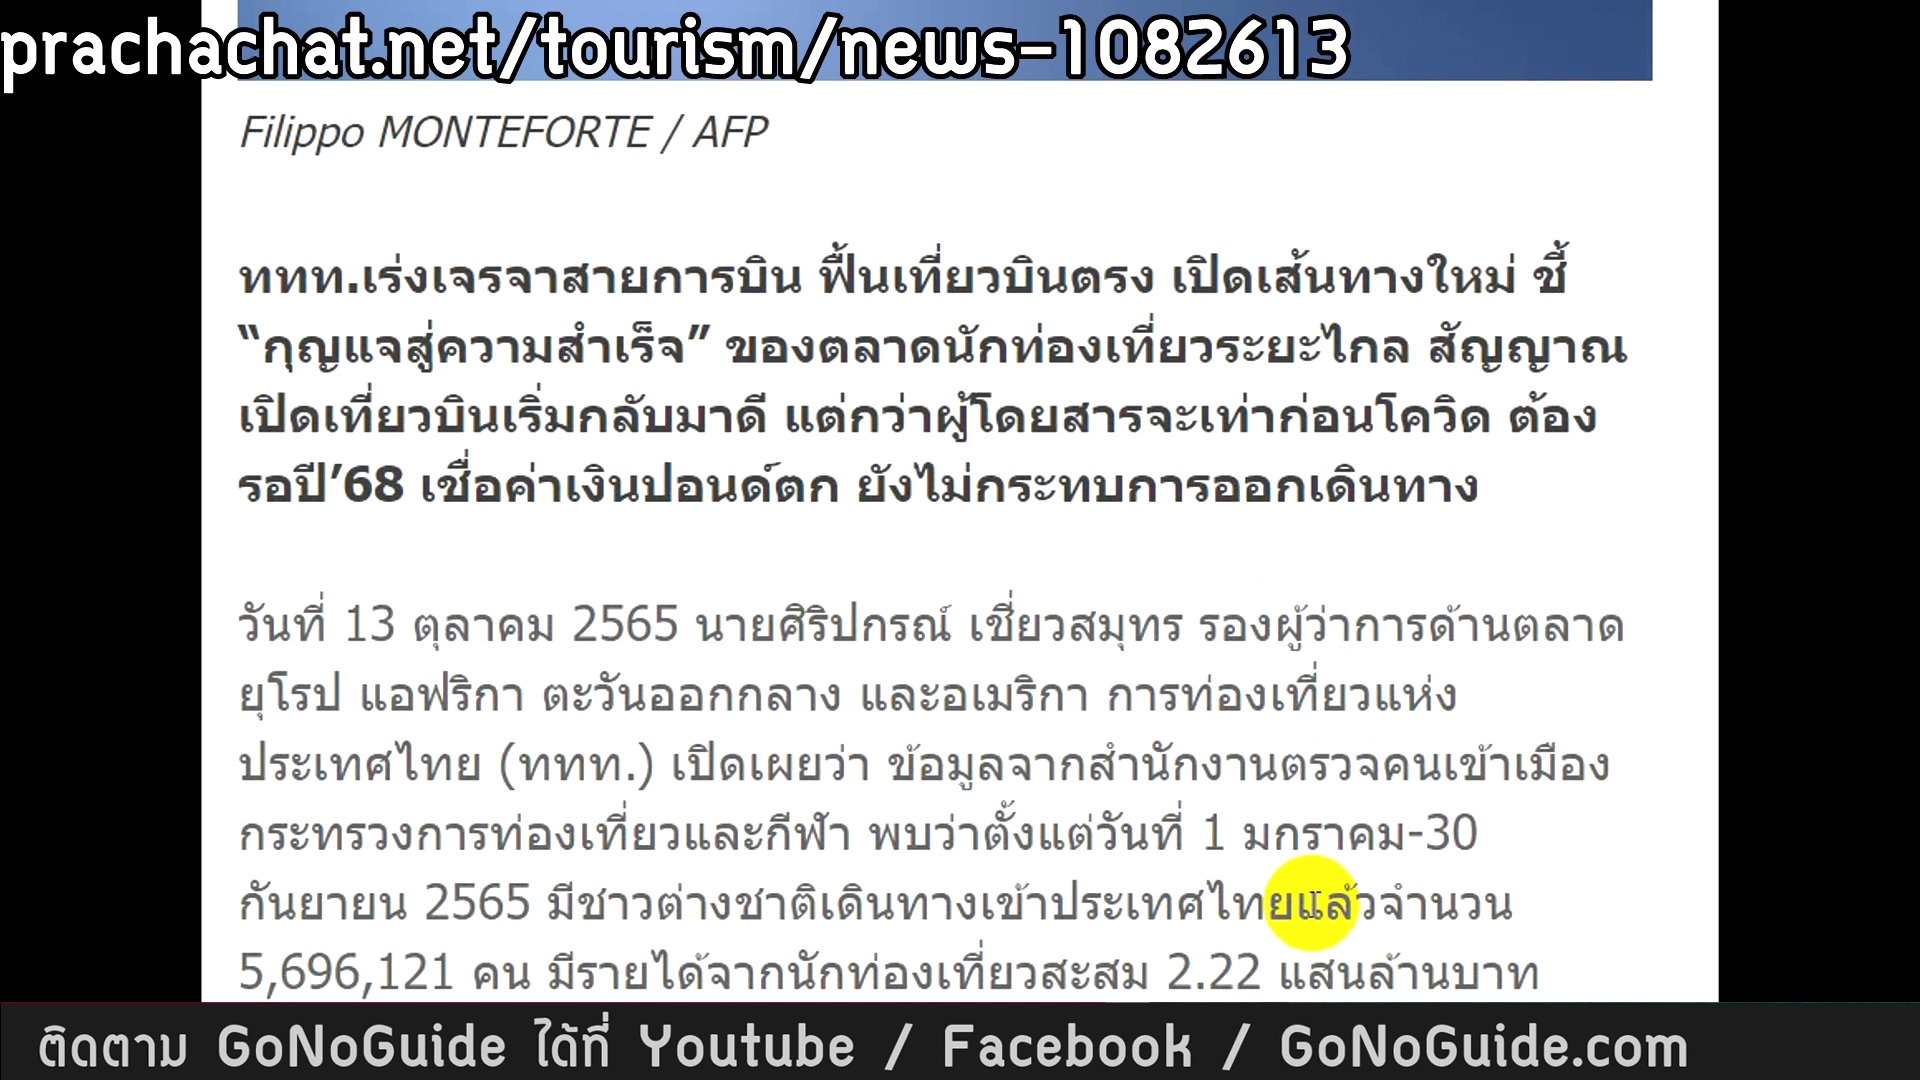 prachachat.net/tourism/news-1082613
Filippo MONTEFORTE / AFP
ททท.เร่งเจรจาสายการบิน ฟื้นเที่ยวบินตรง เปิดเส้นทางใหม่ ชี้
“กุญแจสู่ความสำเร็จ” ของตลาดนักท่องเที่ยวระยะไกล สัญญาณ
เปิดเที่ยวบินเริ่มกลับมาดี แต่กว่าผู้โดยสารจะเท่าก่อนโควิด ต้อง
รอปี’68 เชื่อค่าเงินปอนด์ตก ยังไม่กระทบการออกเดินทาง
วันที่ 13 ตุลาคม 2565 นายศิริปกรณ์ เชี่ยวสมุทร รองผู้ว่าการด้านตลาด
ยุโรป แอฟริกา ตะวันออกกลาง และอเมริกา การท่องเที่ยวแห่ง
ประเทศไทย (ททท.) เปิดเผยว่า ข้อมูลจากสำนักงานตรวจคนเข้าเมือง
กระทรวงการท่องเที่ยวและกีฬา พบว่าตั้งแต่วันที่ 1 มกราคม-30
กันยายน 2565 มีชาวต่างชาติเดินทางเข้าประเทศไทยแล้วจำนวน
5,696,121 คน มีรายได้จากนักท่องเที่ยวสะสม 2.22 แสนล้านบาท
ติดตาม GoNoGuide ได้ที่ Youtube / Facebook / GoNoGuide.com